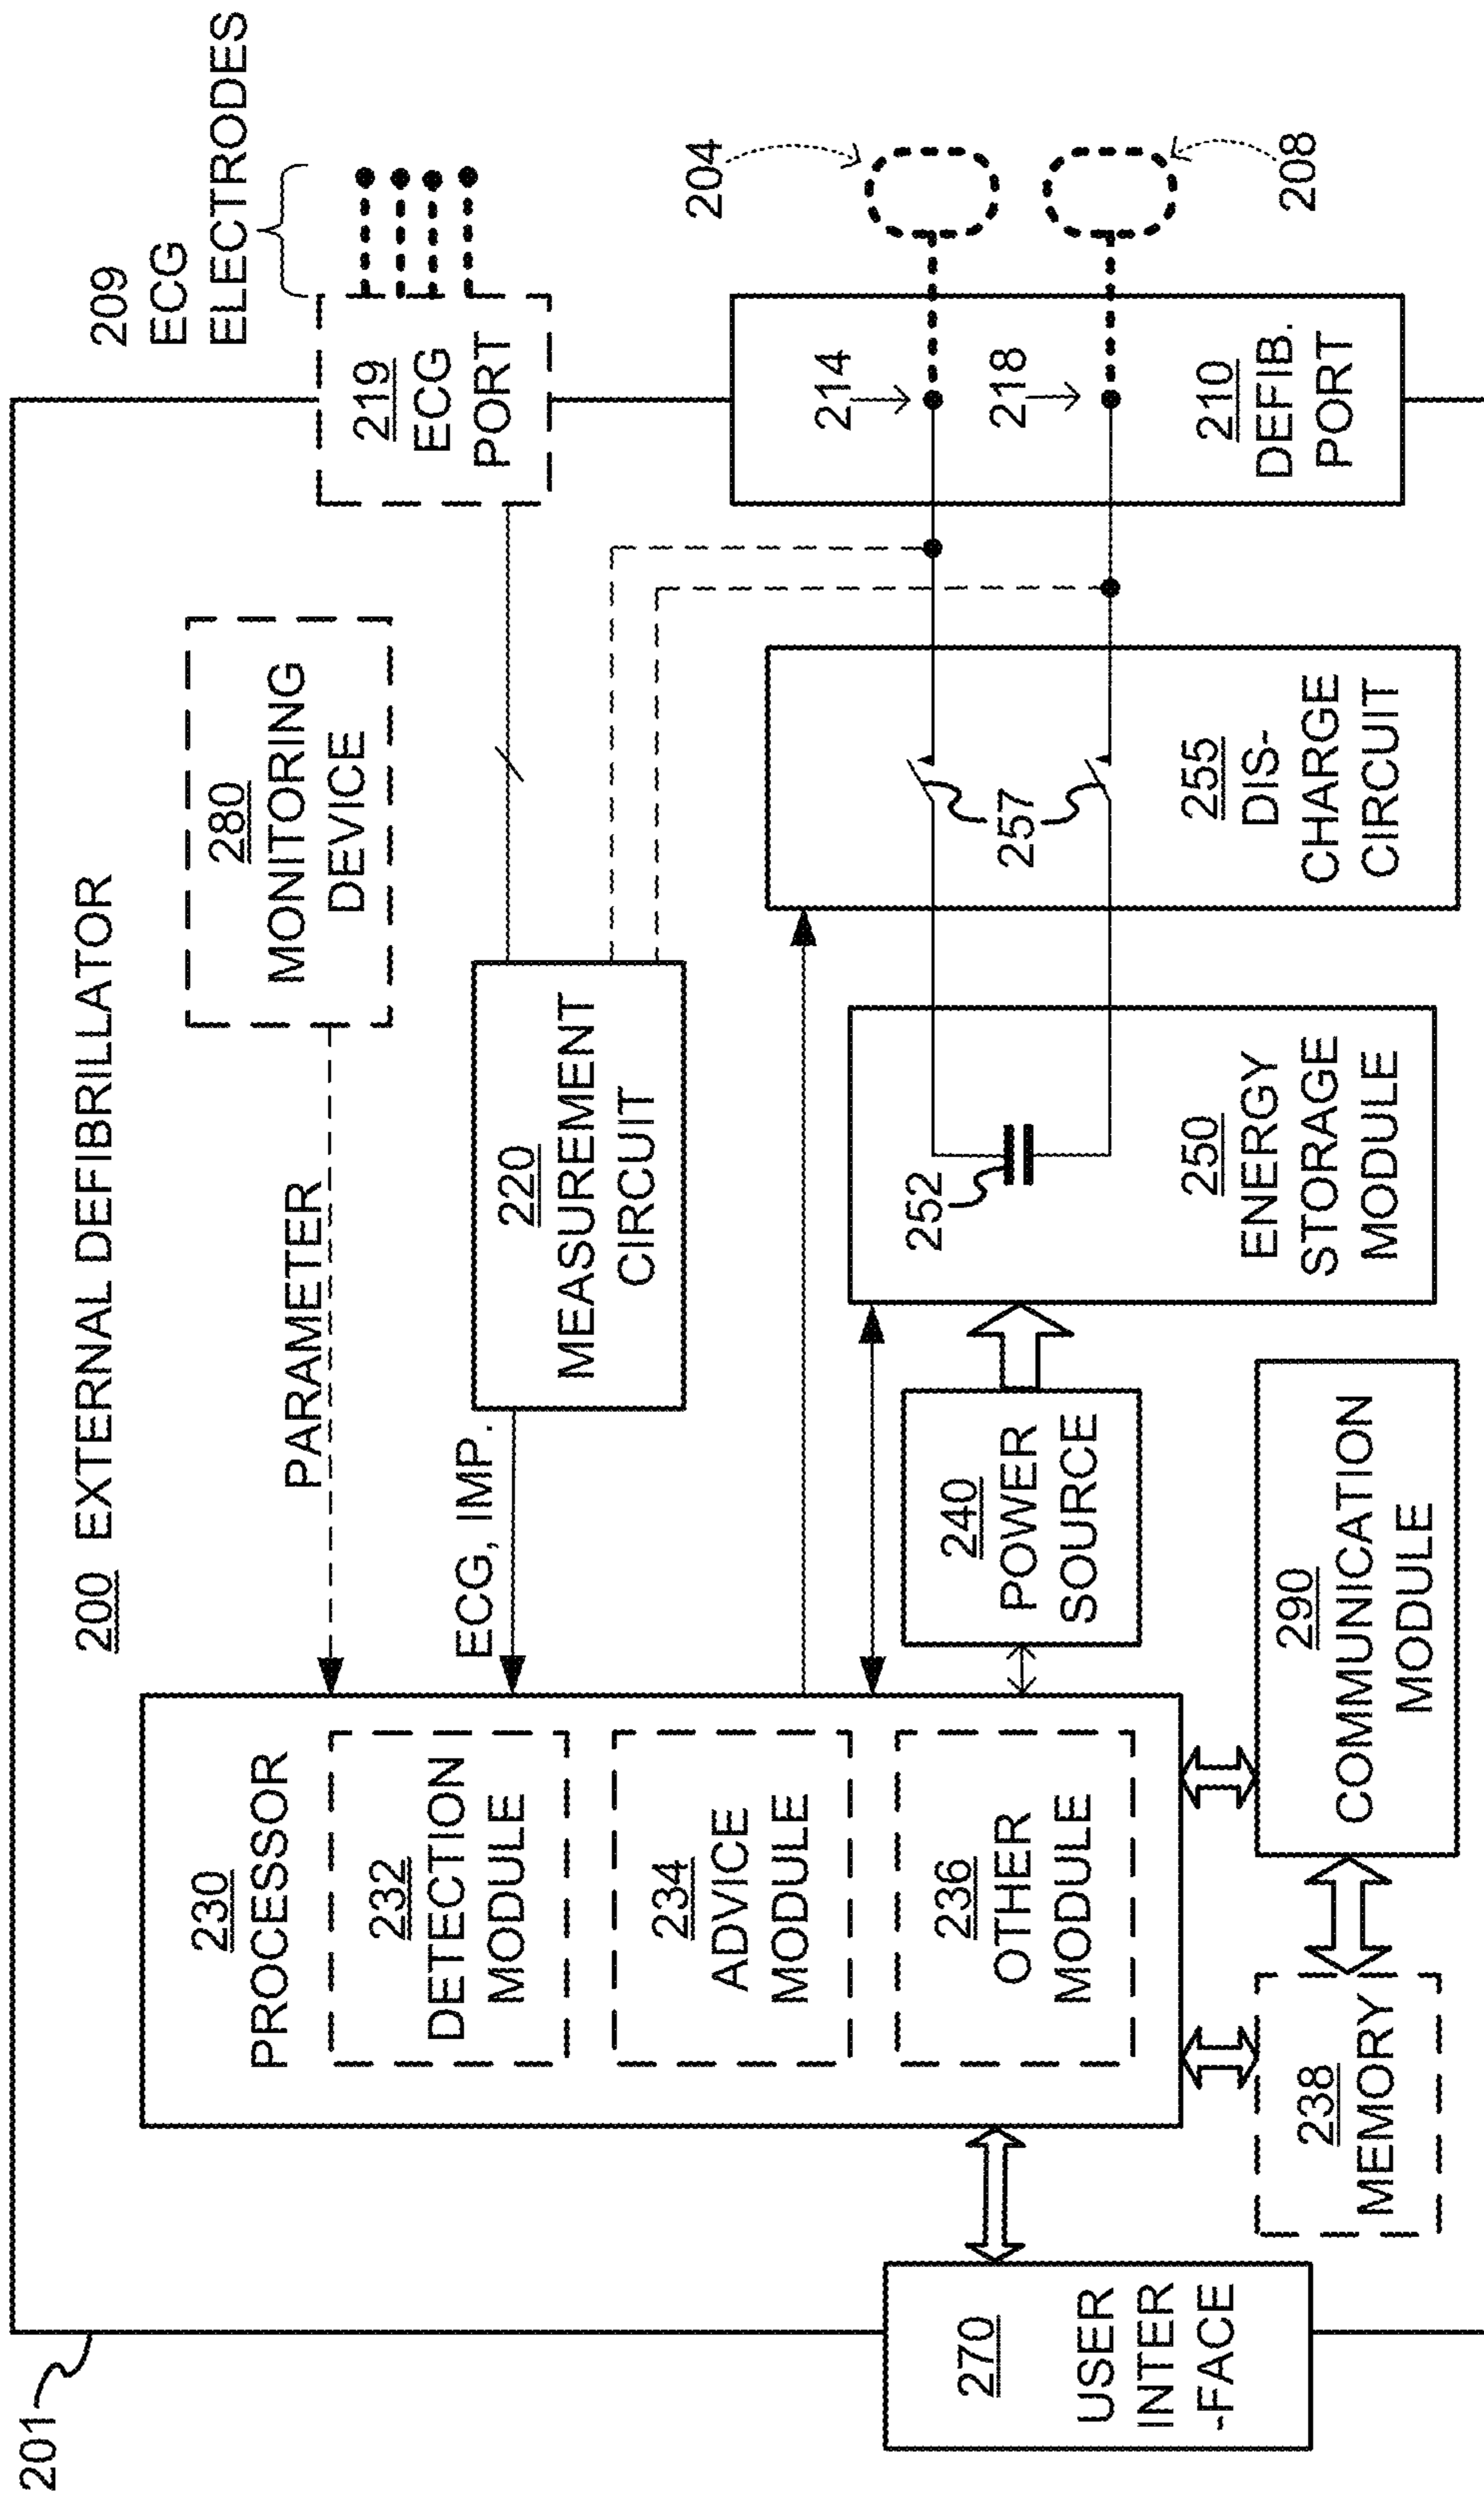 201
200 EXTERNAL DEFIBRILLATOR
209
ECG
ELECTRODES
280
MONITORING
DEVICE
PARAMETER
219
ECG
PORT
230
PROCESSOR
232
DETECTION
MODULE
234
ADVICE
MODULE
236
OTHER
MODULE
ECG, IMP.
220
MEASUREMENT
CIRCUIT
204
208
214
218
210
DEFIB.
PORT
257
255
DIS-
CHARGE
CIRCUIT
252
250
ENERGY
STORAGE
MODULE
240
POWER
SOURCE
270
USER
INTER
-FACE
238
MEMORY
290
COMMUNICATION
MODULE